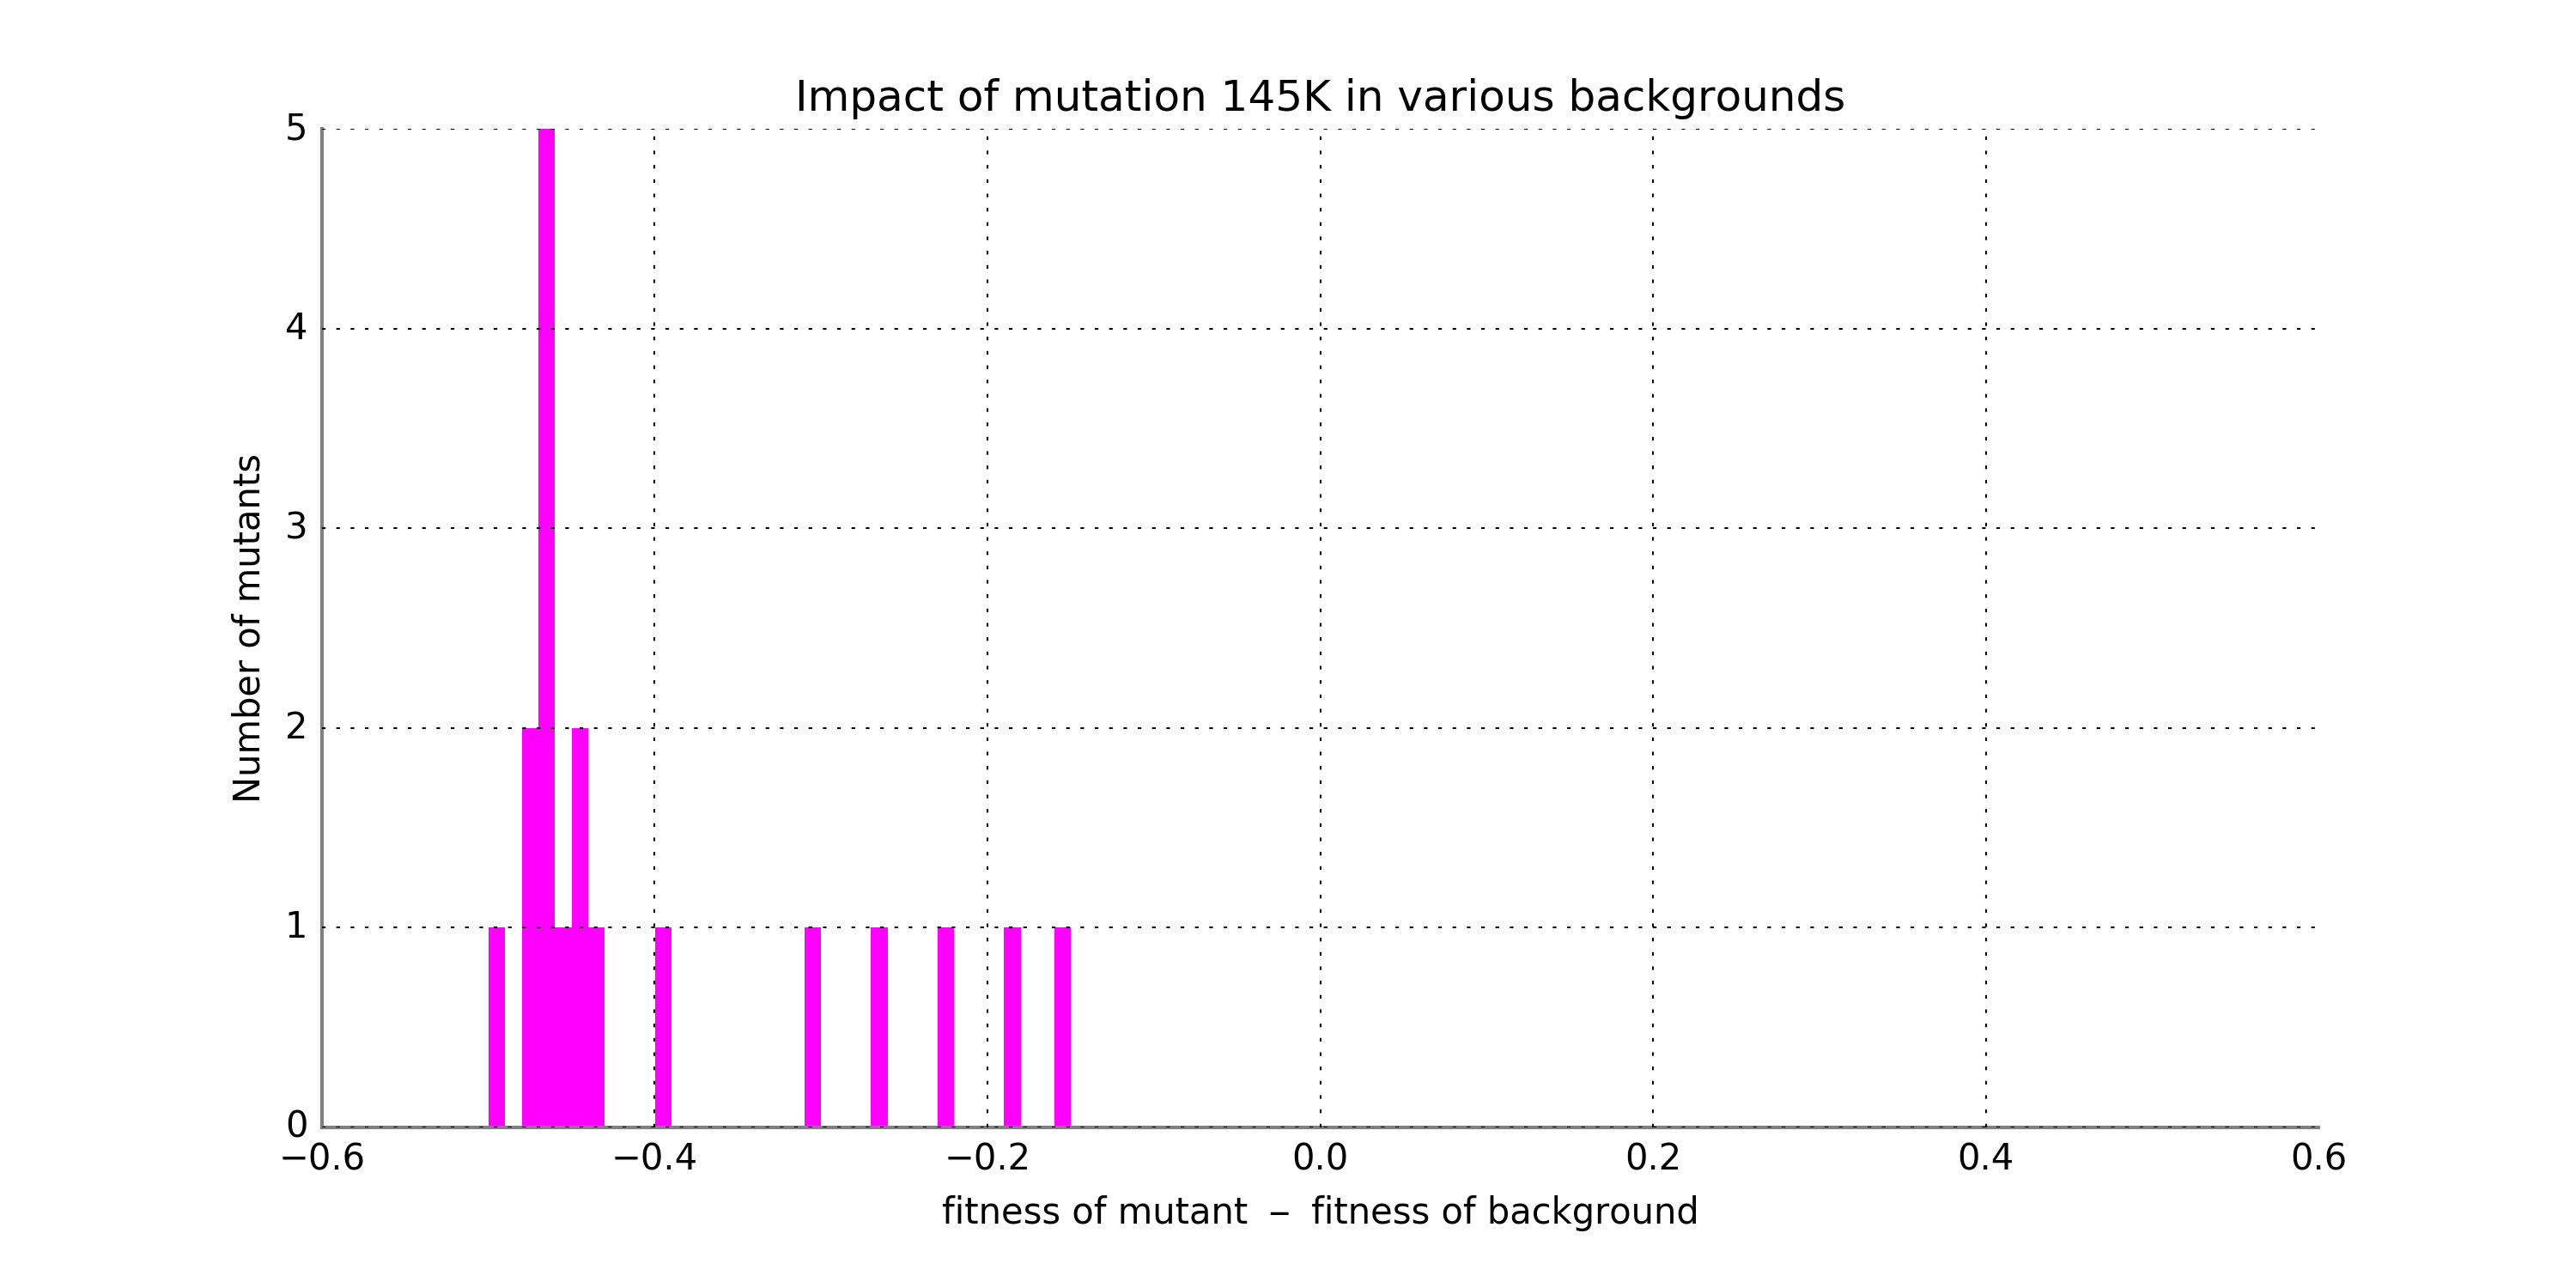 Impact of mutation 145K in various backgrounds
5
4
3
2
1
0
Number of mutants
−0.6 −0.4 −0.2 0.0 0.2 0.4 0.6
fitness of mutant − fitness of background